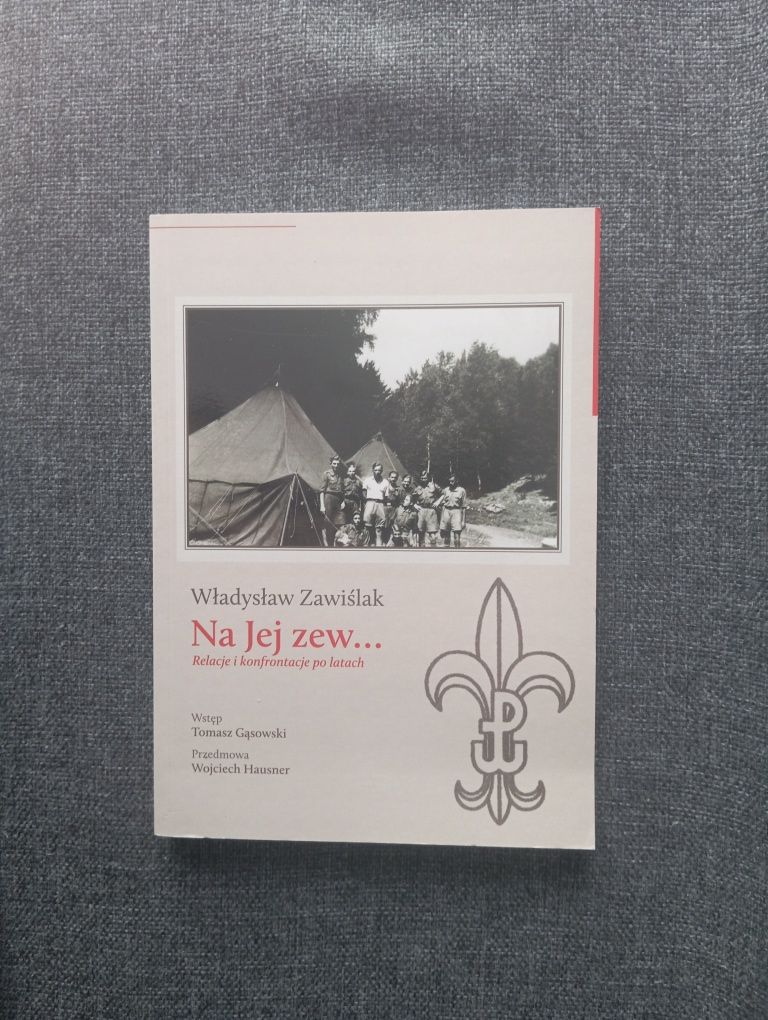 Władysław Zawiślak
Na Jej zew...
Relacje i konfrontacje po latach
Wstęp
Tomasz Gąsowski
Przedmowa
Wojciech Hausner